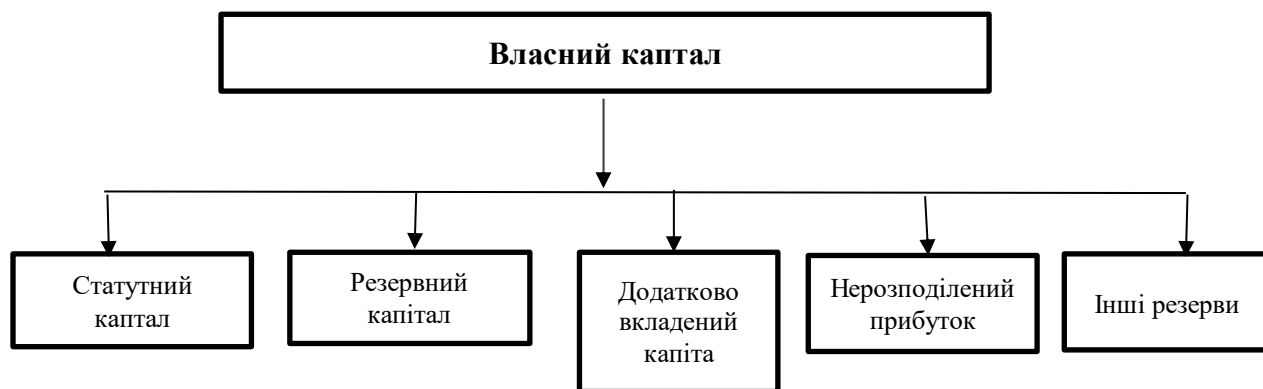 Власний каптал
Статутний
каптал
Резервний
капітал
Додатково
вкладений
капіта
Нерозподілений
прибуток
Інші резерви